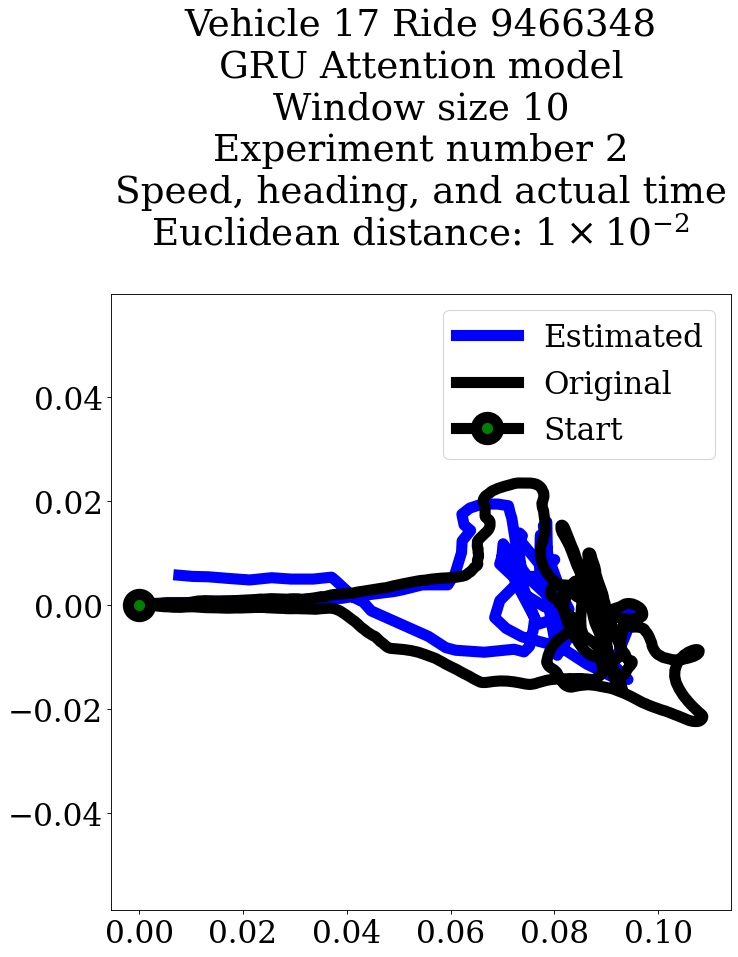 Vehicle 17 Ride 9466348
GRU Attention model
Window size 10
Experiment number 2
Speed, heading, and actual time
Euclidean distance: 1 × 10⁻²
Estimated
Original
Start
0.04
0.02
0.00
−0.02
−0.04
0.00 0.02 0.04 0.06 0.08 0.10